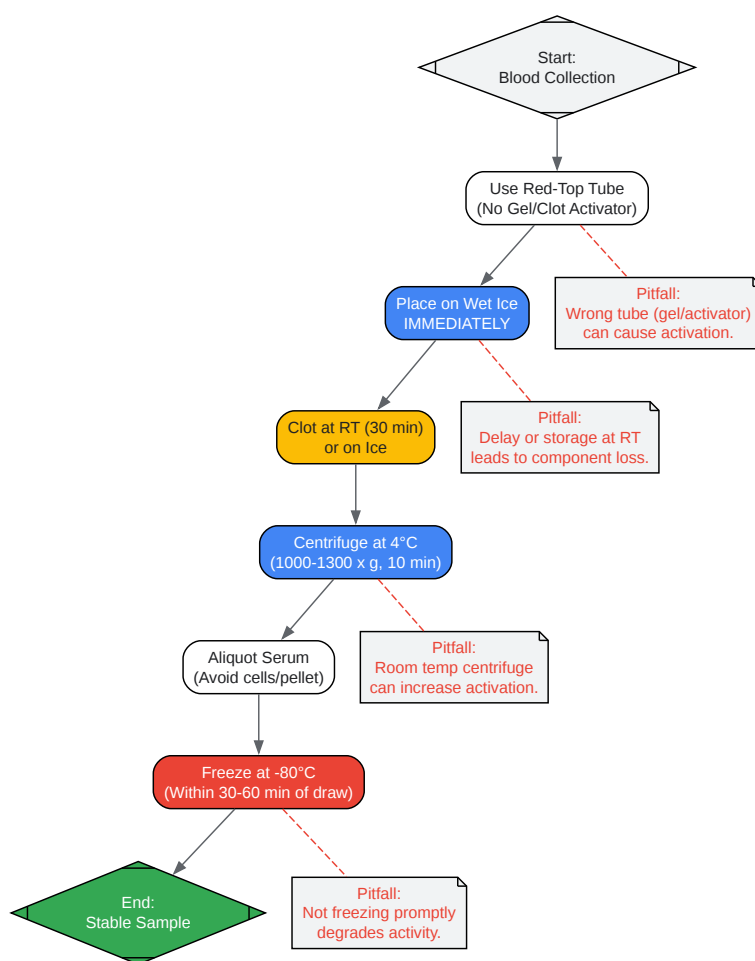 Start:
Blood Collection
Use Red-Top Tube
(No Gel/Clot Activator)
Place on Wet Ice
IMMEDIATELY
Pitfall:
Wrong tube (gel/activator)
can cause activation.
Clot at RT (30 min)
or on Ice
Pitfall:
Delay or storage at RT
leads to component loss.
Centrifuge at 4°C
(1000-1300 x g, 10 min)
Aliquot Serum
(Avoid cells/pellet)
Pitfall:
Room temp centrifuge
can increase activation.
Freeze at -80°C
(Within 30-60 min of draw)
End:
Stable Sample
Pitfall:
Not freezing promptly
degrades activity.